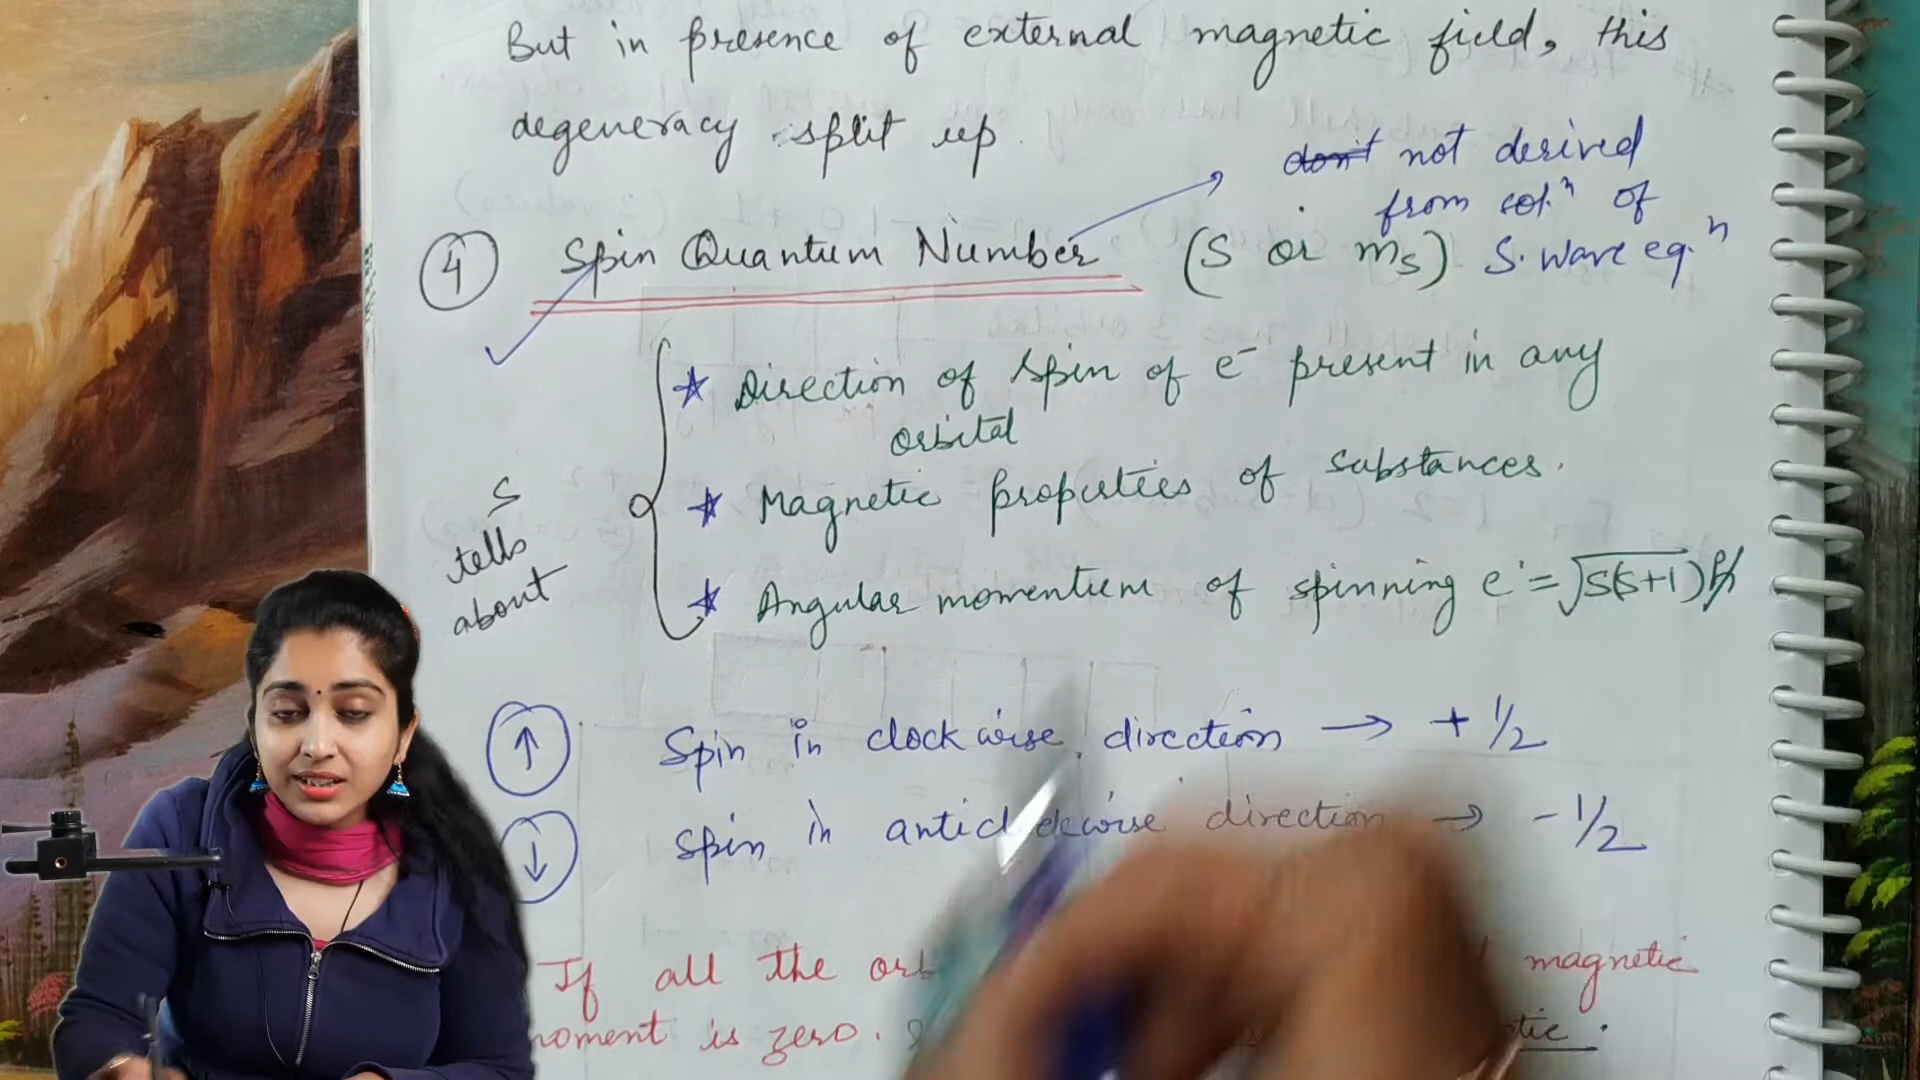 But in presence of external magnetic field, this
degeneracy split up.
don't not derived
from solⁿ of
④ Spin Quantum Number (S or mₛ) S. wave eq.ⁿ
☆ Direction of spin of e⁻ present in any
orbital
S
tells
about
☆ Magnetic properties of substances.
☆ Angular momentum of spinning e⁻ = √S(S+1) ħ
↑ Spin in clockwise direction → + 1/2
↓ Spin in anticlockwise direction → - 1/2
If all the magnetic
moment is zero.